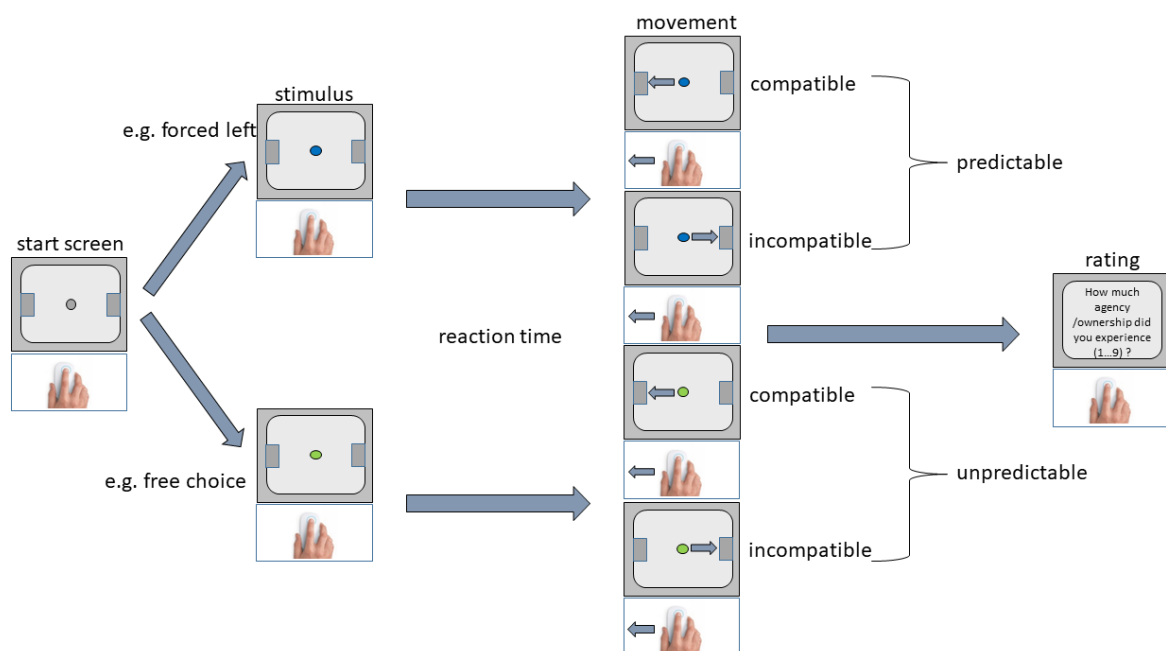 movement
stimulus
e.g. forced left
compatible
predictable
start screen
incompatible
rating
How much
agency
/ownership did
you experience
(1...9) ?
reaction time
compatible
e.g. free choice
unpredictable
incompatible